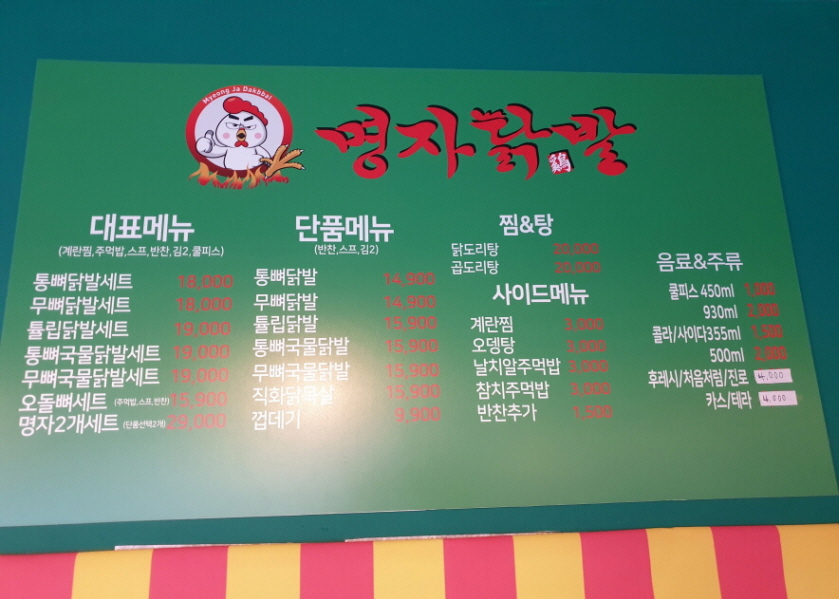 Myeong Ja Dakbbal
명자닭발
鷄
대표메뉴
(계란찜,주먹밥,스프,반찬,김2,쿨피스)
통뼈닭발세트 18,000
무뼈닭발세트 18,000
튤립닭발세트 19,000
통뼈국물닭발세트 19,000
무뼈국물닭발세트 19,000
오돌뼈세트 (주먹밥,스프,반찬) 15,900
명자2개세트 (단품선택2개) 29,000
단품메뉴
(반찬,스프,김2)
통뼈닭발 14,900
무뼈닭발 14,900
튤립닭발 15,900
통뼈국물닭발 15,900
무뼈국물닭발 15,900
직화닭목살 15,900
껍데기 9,900
찜&탕
닭도리탕
곱도리탕 20,000
사이드메뉴
계란찜 3,000
오뎅탕 3,000
날치알주먹밥 3,000
참치주먹밥 3,000
반찬추가 1,500
음료&주류
쿨피스 450ml 1,000
930ml 2,000
콜라/사이다355ml 1,500
500ml 2,000
후레시/처음처럼/진로 4,000
카스/테라 4,000